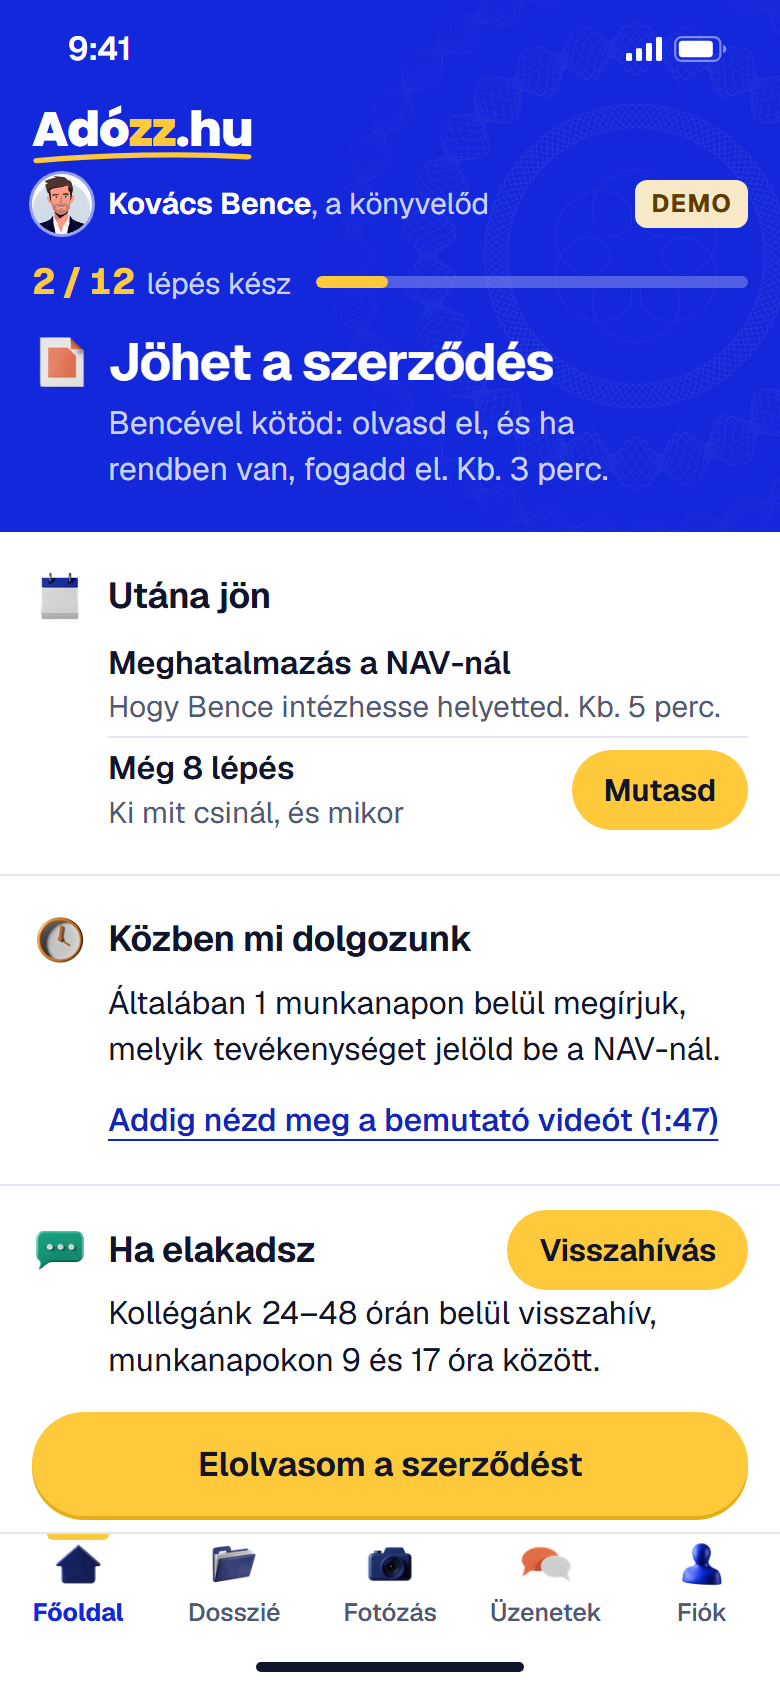 9:41
Adózz.hu
Kovács Bence, a könyvelőd
DEMO
2 / 12 lépés kész
Jöhet a szerződés
Bencével kötöd: olvasd el, és ha
rendben van, fogadd el. Kb. 3 perc.
Utána jön
Meghatalmazás a NAV-nál
Hogy Bence intézhesse helyetted. Kb. 5 perc.
Még 8 lépés
Ki mit csinál, és mikor
Mutasd
Közben mi dolgozunk
Általában 1 munkanapon belül megírjuk,
melyik tevékenységet jelöld be a NAV-nál.
Addig nézd meg a bemutató videót (1:47)
Ha elakadsz
Visszahívás
Kollégánk 24–48 órán belül visszahív,
munkanapokon 9 és 17 óra között.
Elolvasom a szerződést
Főoldal
Dosszié
Fotózás
Üzenetek
Fiók